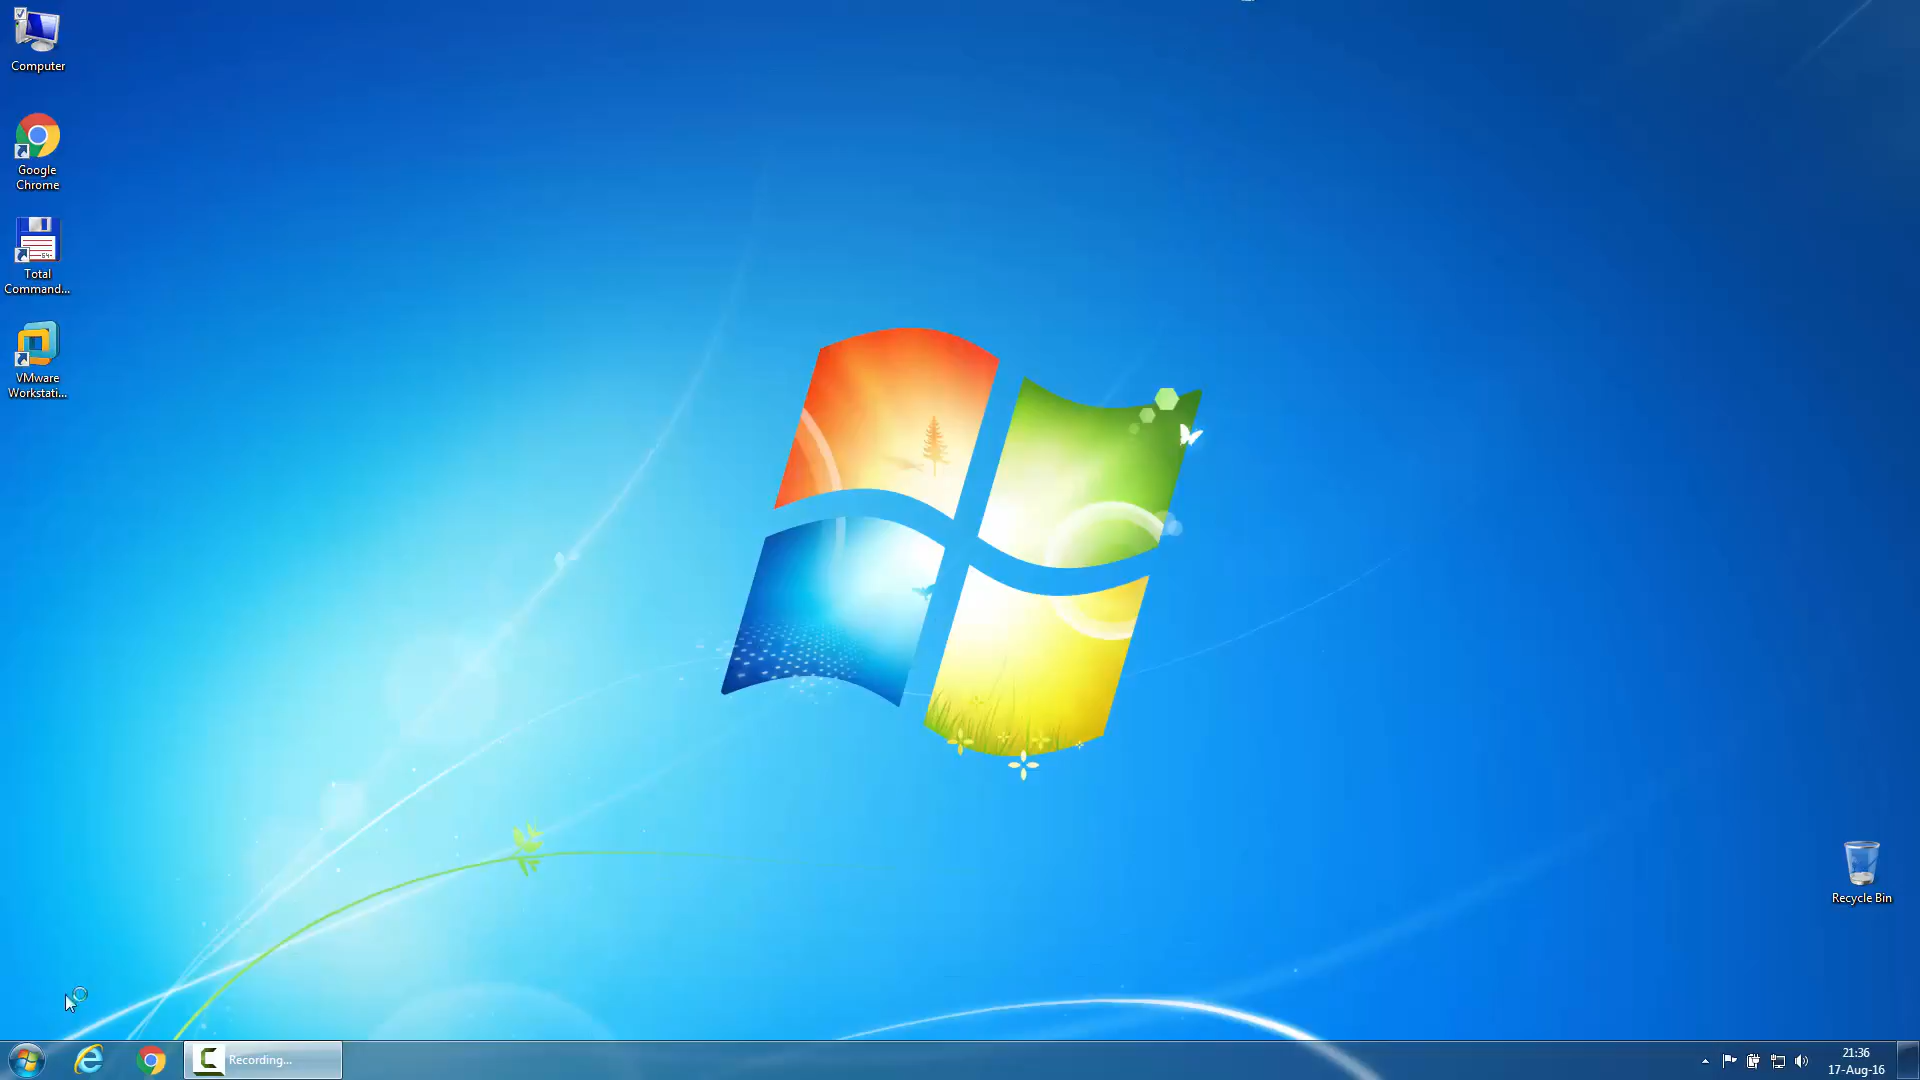 Computer
Google
Chrome
Total
Command...
VMware
Workstati...
Recycle Bin
Recording...
21:36
17-Aug-16